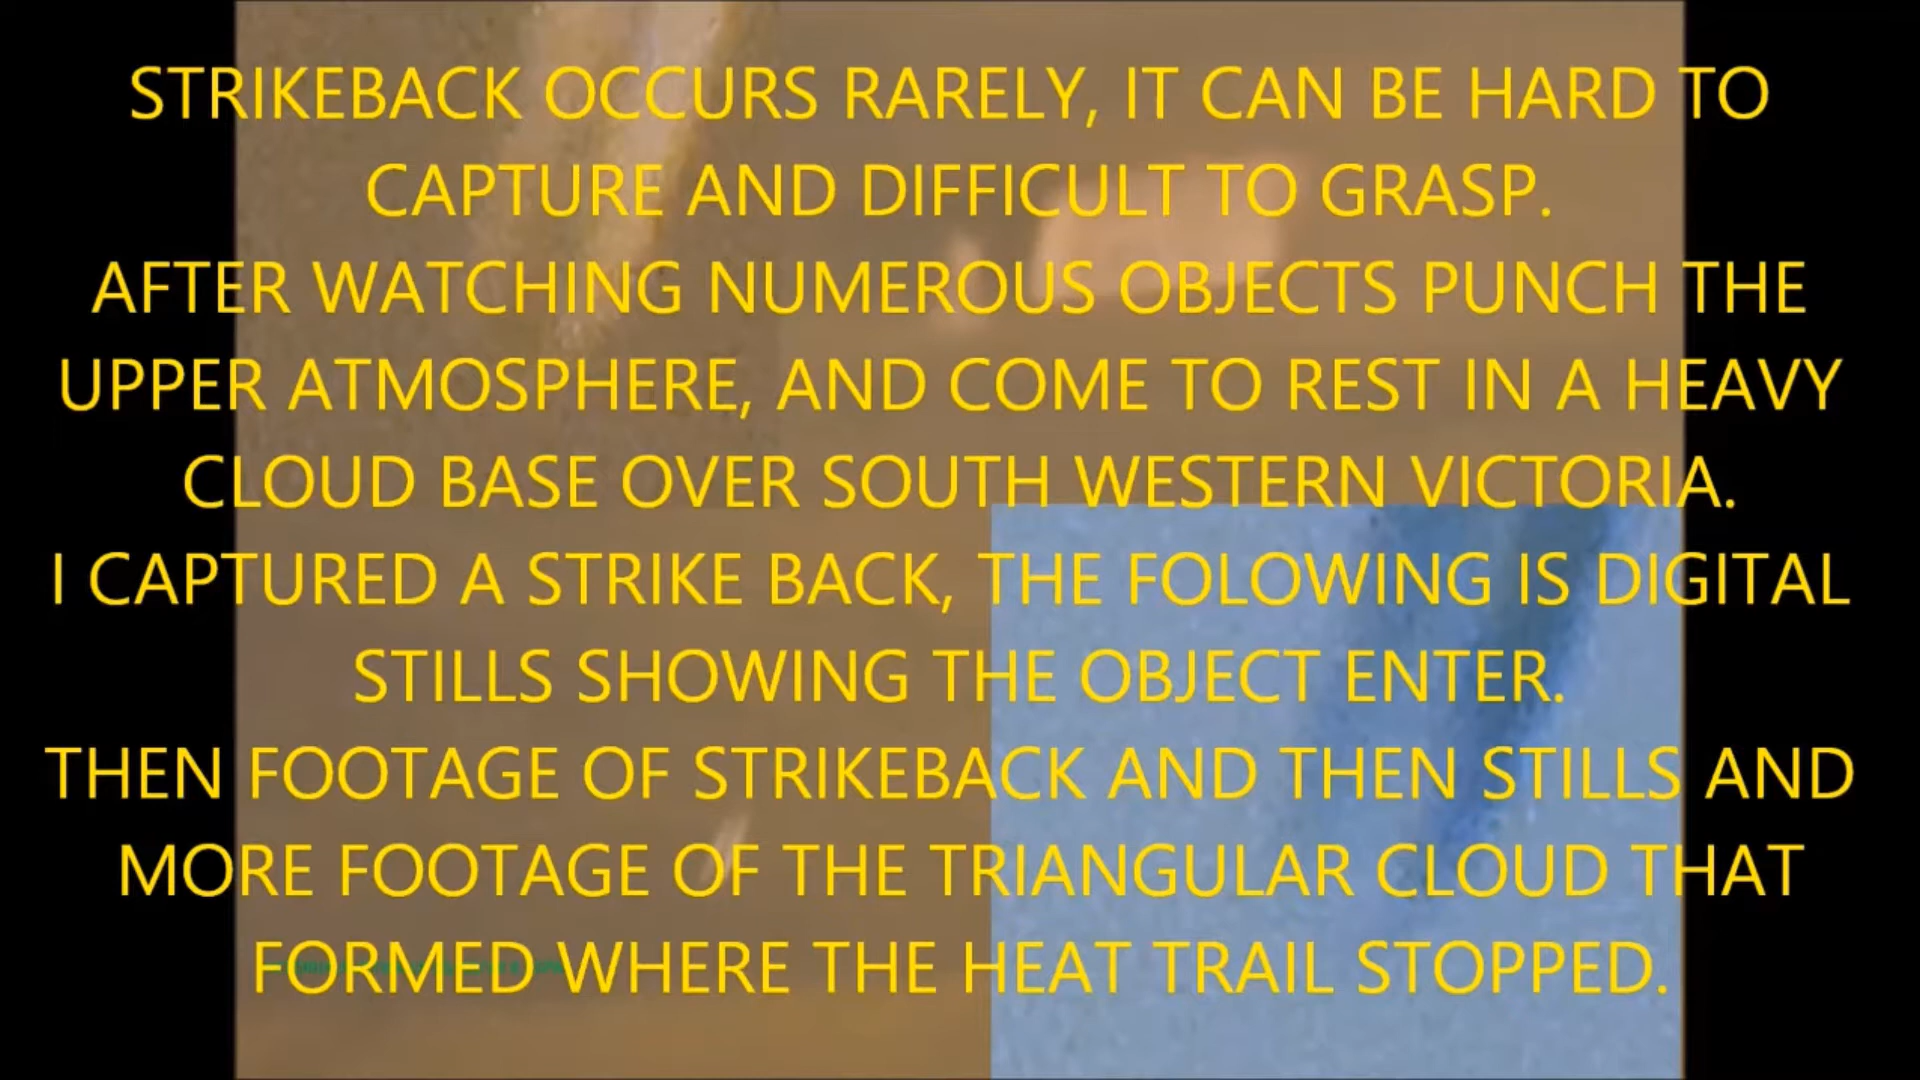 STRIKEBACK OCCURS RARELY, IT CAN BE HARD TO
CAPTURE AND DIFFICULT TO GRASP.
AFTER WATCHING NUMEROUS OBJECTS PUNCH THE
UPPER ATMOSPHERE, AND COME TO REST IN A HEAVY
CLOUD BASE OVER SOUTH WESTERN VICTORIA.
I CAPTURED A STRIKE BACK, THE FOLOWING IS DIGITAL
STILLS SHOWING THE OBJECT ENTER.
THEN FOOTAGE OF STRIKEBACK AND THEN STILLS AND
MORE FOOTAGE OF THE TRIANGULAR CLOUD THAT
FORMED WHERE THE HEAT TRAIL STOPPED.